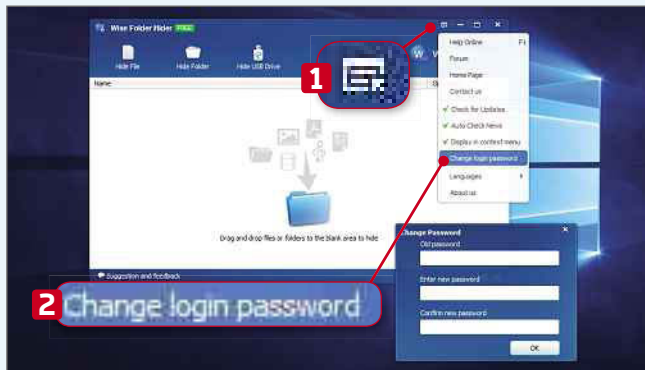 Wise Folder Hider FREE
Hide File
Hide Folder
Hide USB Drive
W W
Name
1
Help Online F1
Forum
Home Page
Contact us
Check for Updates
Auto Check News
Display in context menu
Change login password
Languages
About us
Drag and drop files or folders to the blank area to hide
Suggestion and feedback
2 Change login password
Change Password
Old password
Enter new password
Confirm new password
OK